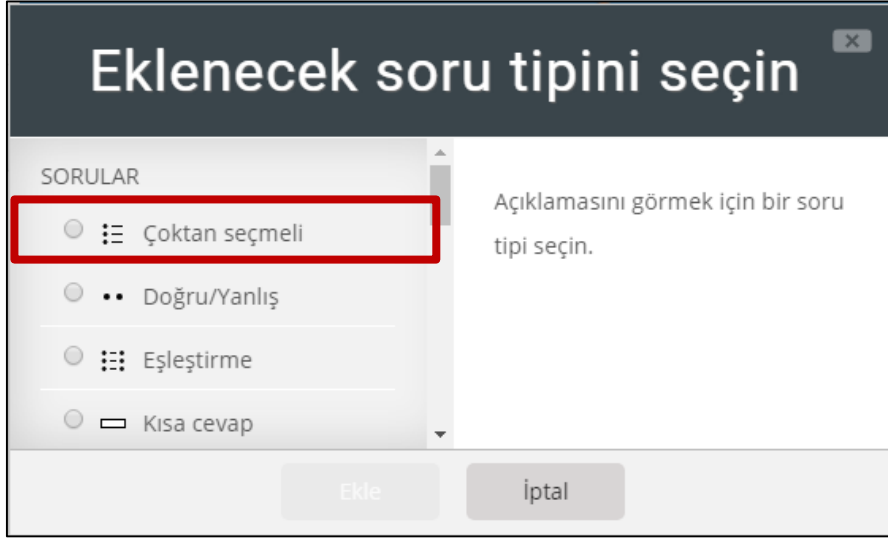 Eklenecek soru tipini seçin
SORULAR
Çoktan seçmeli
Doğru/Yanlış
Eşleştirme
Kısa cevap
Açıklamasını görmek için bir soru
tipi seçin.
Ekle
İptal